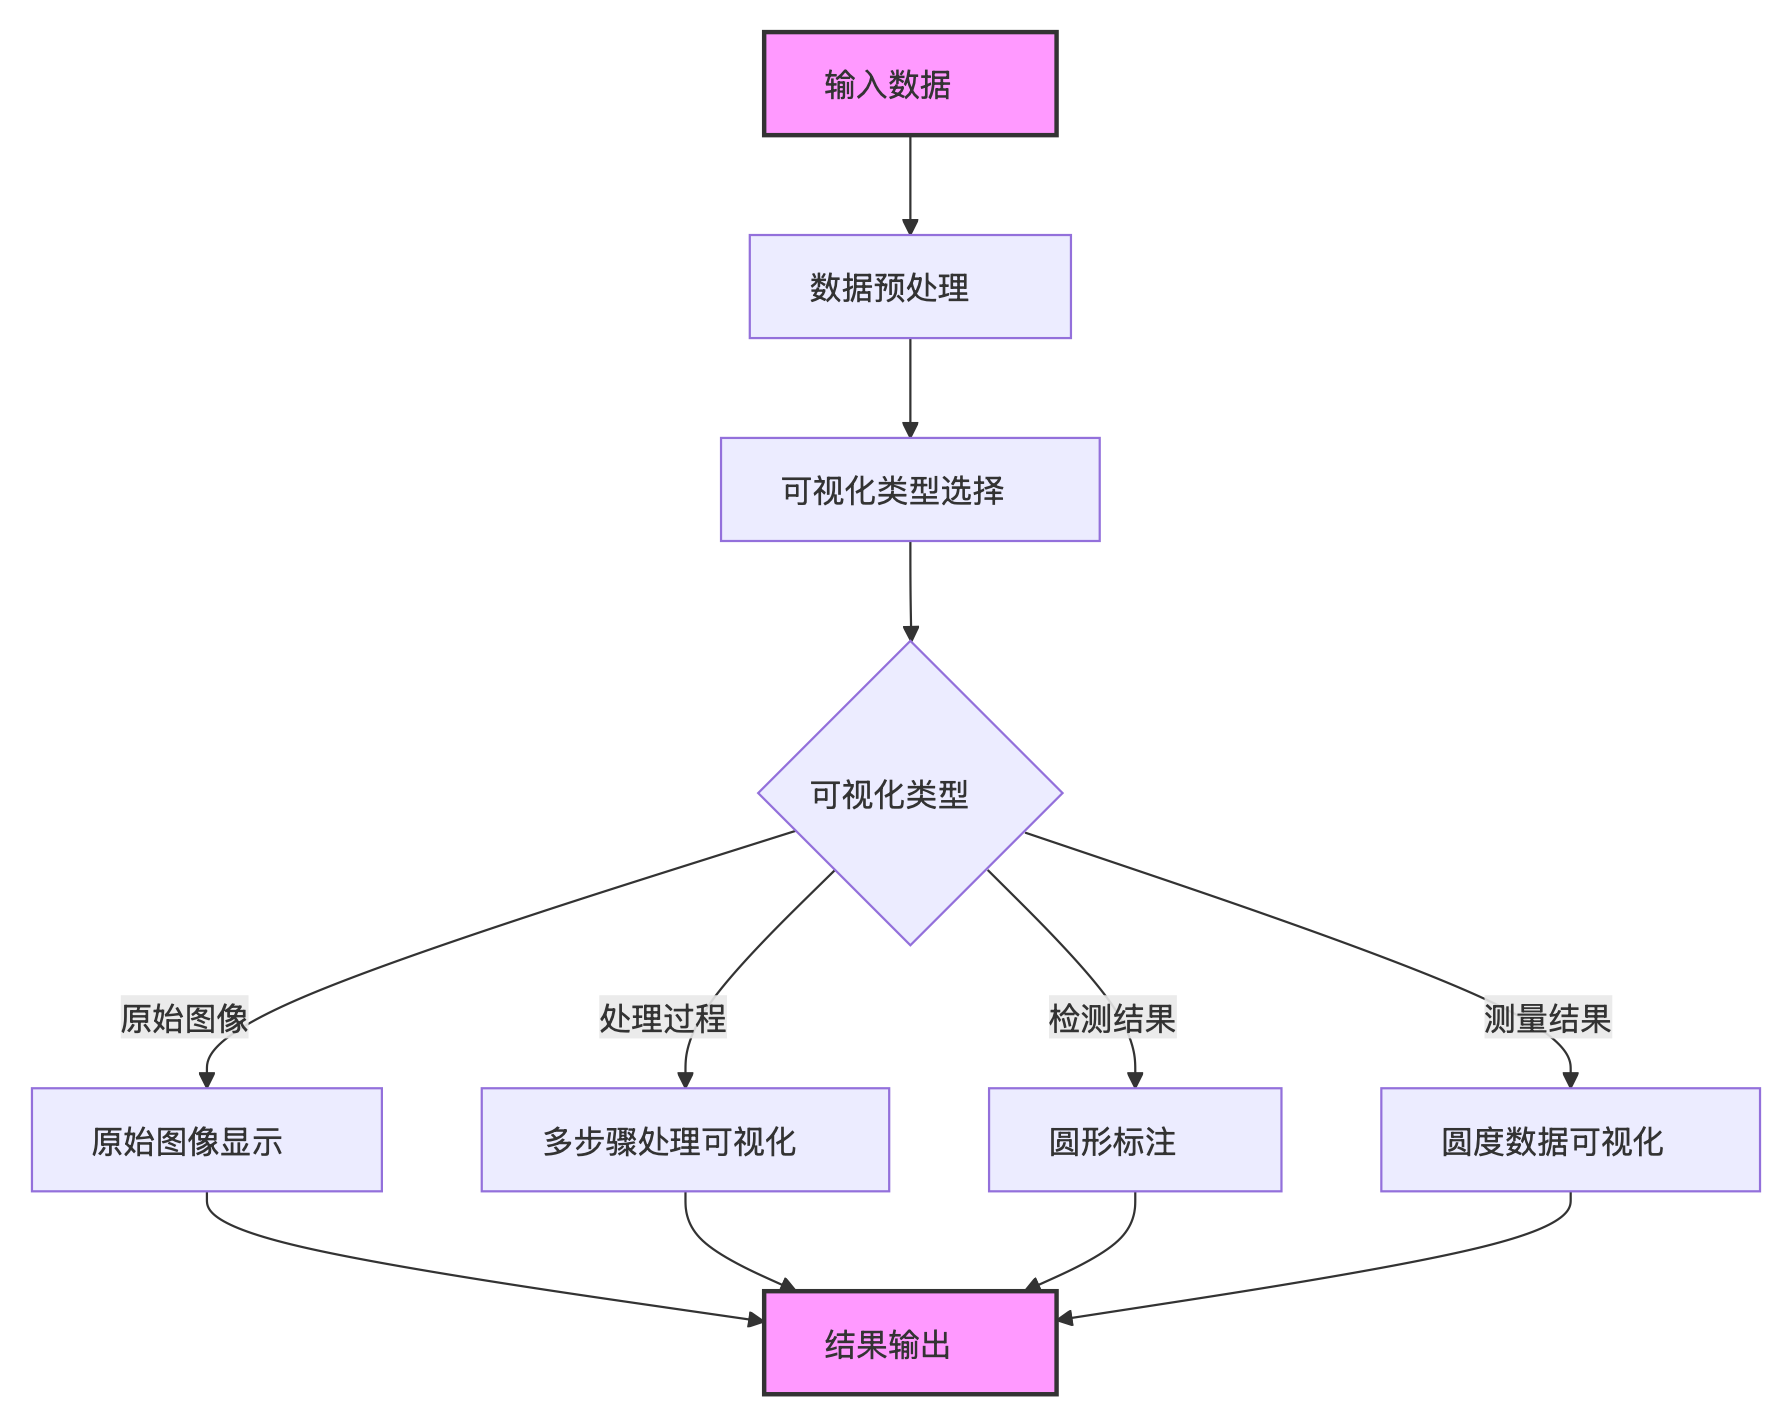 输入数据
数据预处理
可视化类型选择
可视化类型
原始图像
处理过程
检测结果
测量结果
原始图像显示
多步骤处理可视化
圆形标注
圆度数据可视化
结果输出